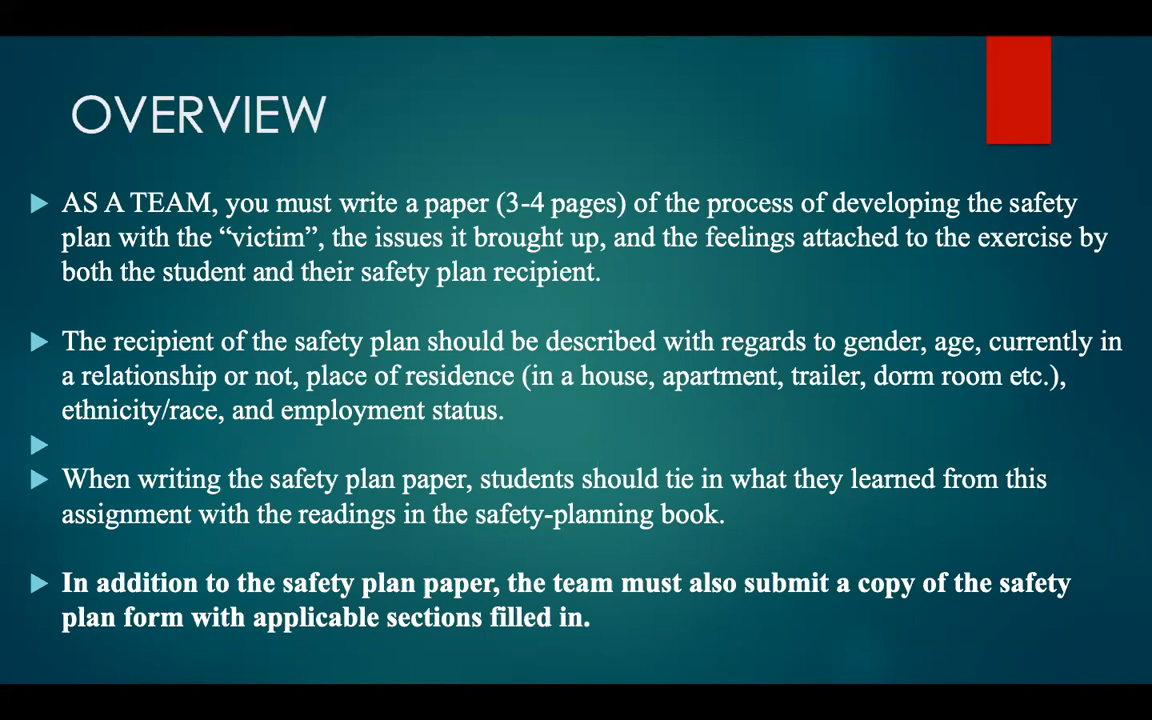 OVERVIEW
AS A TEAM, you must write a paper (3-4 pages) of the process of developing the safety
plan with the “victim”, the issues it brought up, and the feelings attached to the exercise by
both the student and their safety plan recipient.
The recipient of the safety plan should be described with regards to gender, age, currently in
a relationship or not, place of residence (in a house, apartment, trailer, dorm room etc.),
ethnicity/race, and employment status.
When writing the safety plan paper, students should tie in what they learned from this
assignment with the readings in the safety-planning book.
In addition to the safety plan paper, the team must also submit a copy of the safety
plan form with applicable sections filled in.